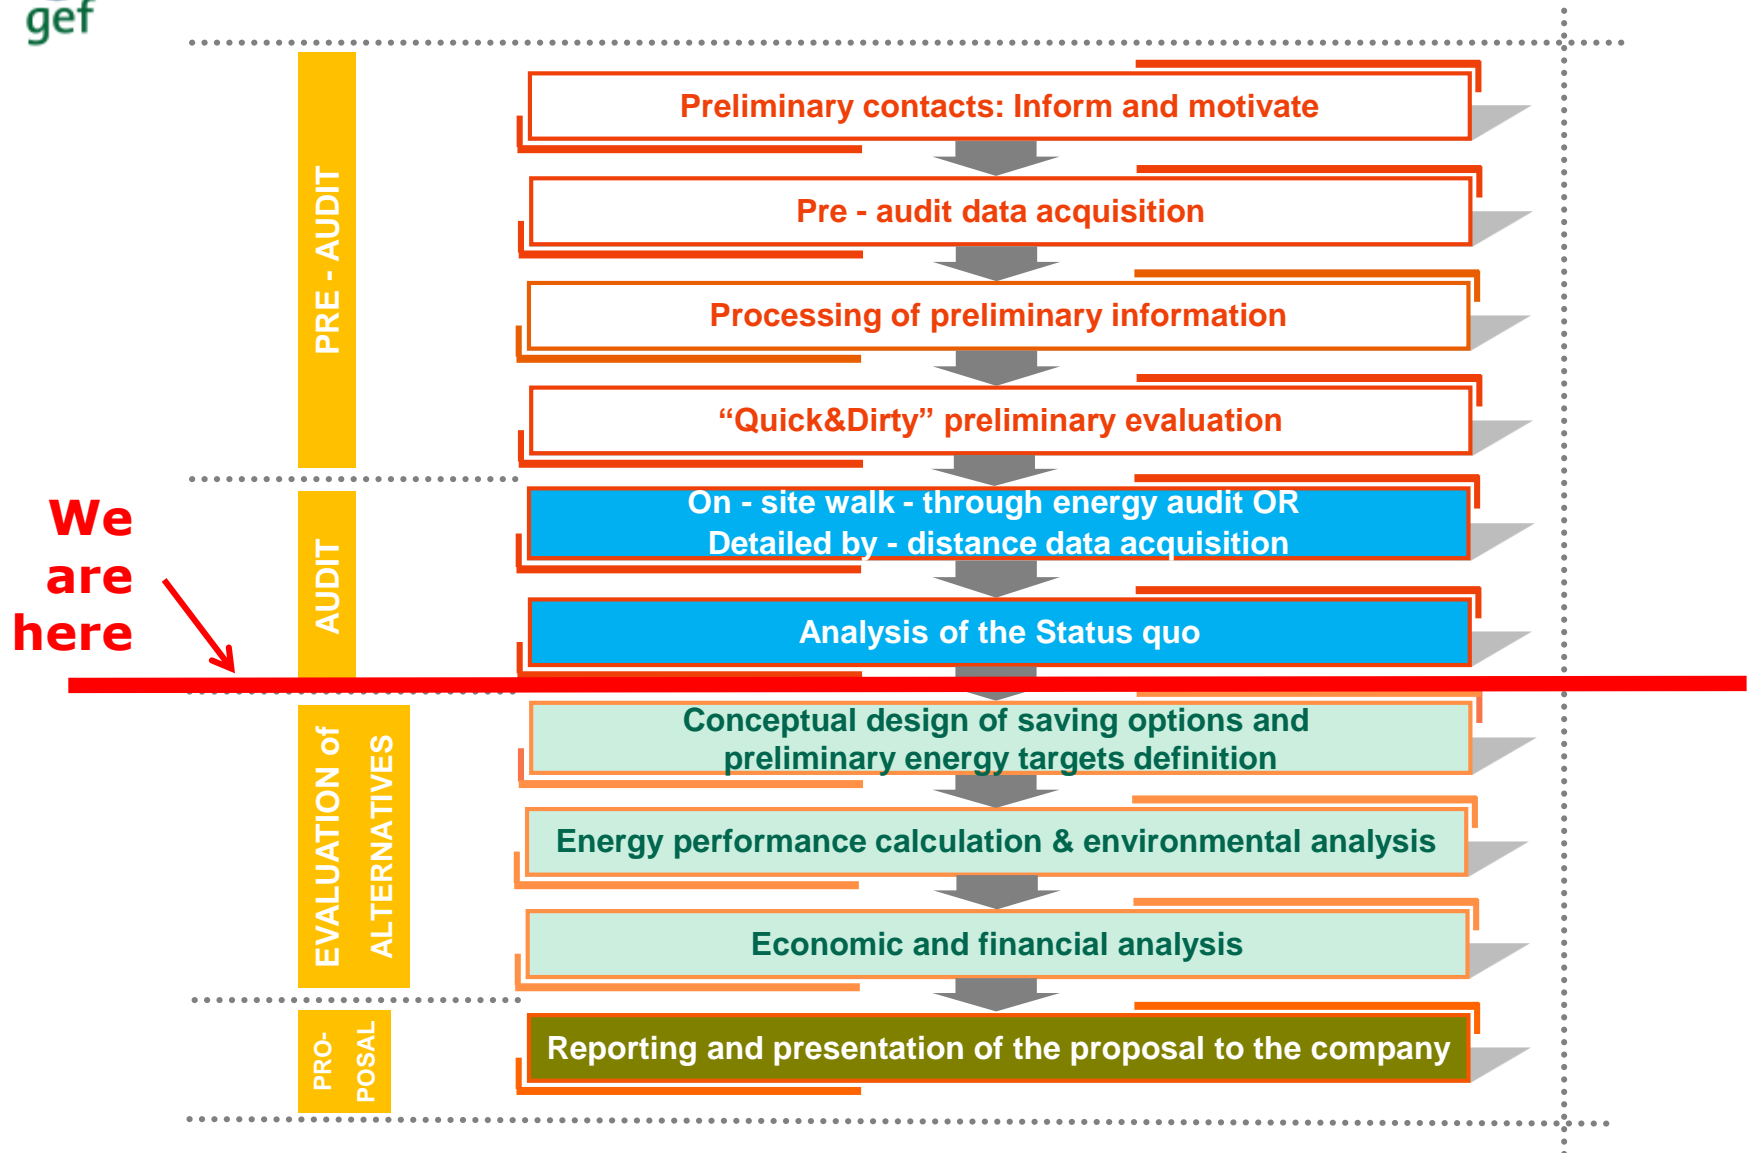 gef
PRE - AUDIT
Preliminary contacts: Inform and motivate
Pre - audit data acquisition
Processing of preliminary information
“Quick&Dirty” preliminary evaluation
We
are
here
AUDIT
On - site walk - through energy audit OR
Detailed by - distance data acquisition
Analysis of the Status quo
EVALUATION of
ALTERNATIVES
Conceptual design of saving options and
preliminary energy targets definition
Energy performance calculation & environmental analysis
Economic and financial analysis
PRO-
POSAL
Reporting and presentation of the proposal to the company